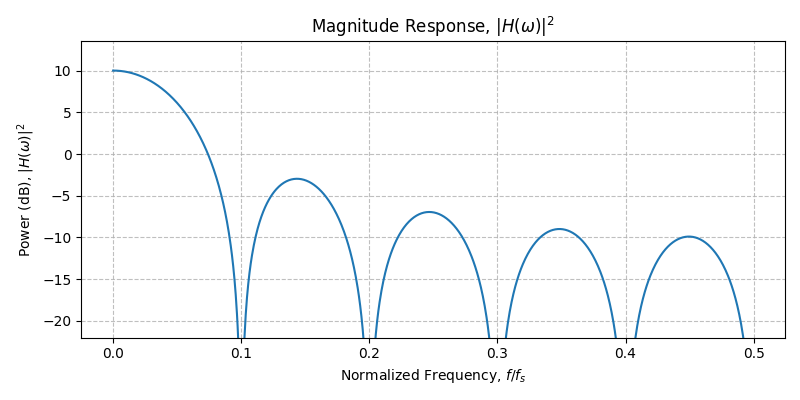 Magnitude Response, |H(ω)|²
Power (dB), |H(ω)|²
10
5
0
−5
−10
−15
−20
0.0 0.1 0.2 0.3 0.4 0.5
Normalized Frequency, f/fₛ